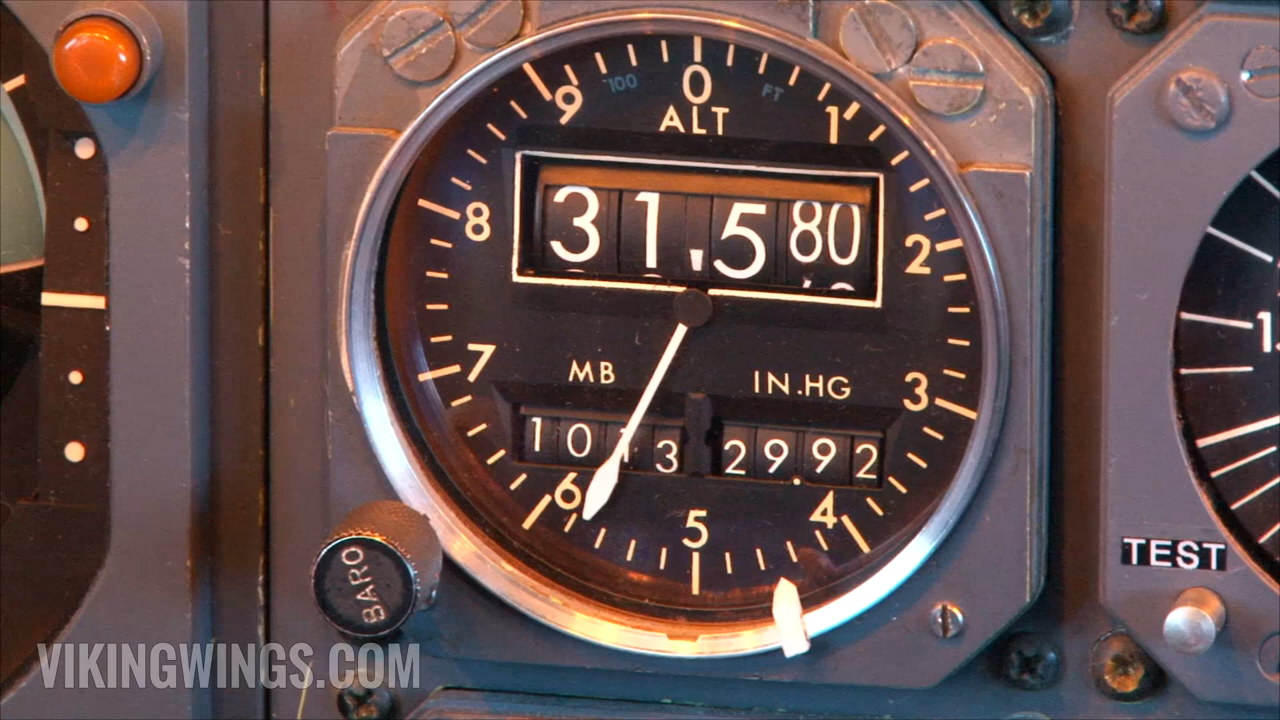 100 0 FT
9 1
ALT
31,580
8 2
7 3
MB IN.HG
1013 29.92
6 4
5
BARO
TEST
1.
VIKINGWINGS.COM